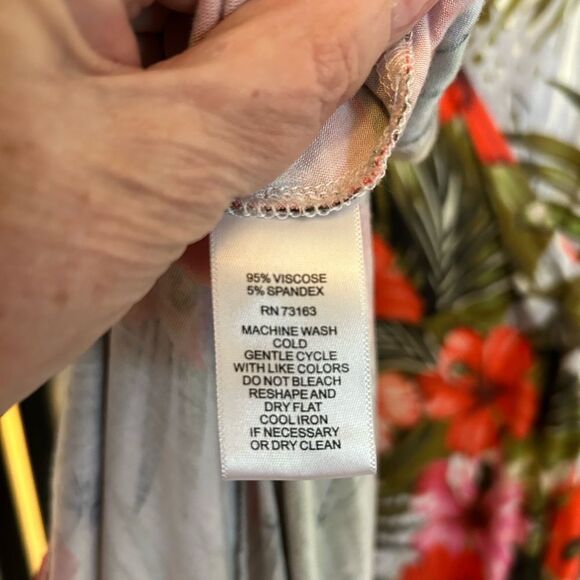 95% VISCOSE
5% SPANDEX
RN 73163
MACHINE WASH
COLD
GENTLE CYCLE
WITH LIKE COLORS
DO NOT BLEACH
RESHAPE AND
DRY FLAT
COOL IRON
IF NECESSARY
OR DRY CLEAN